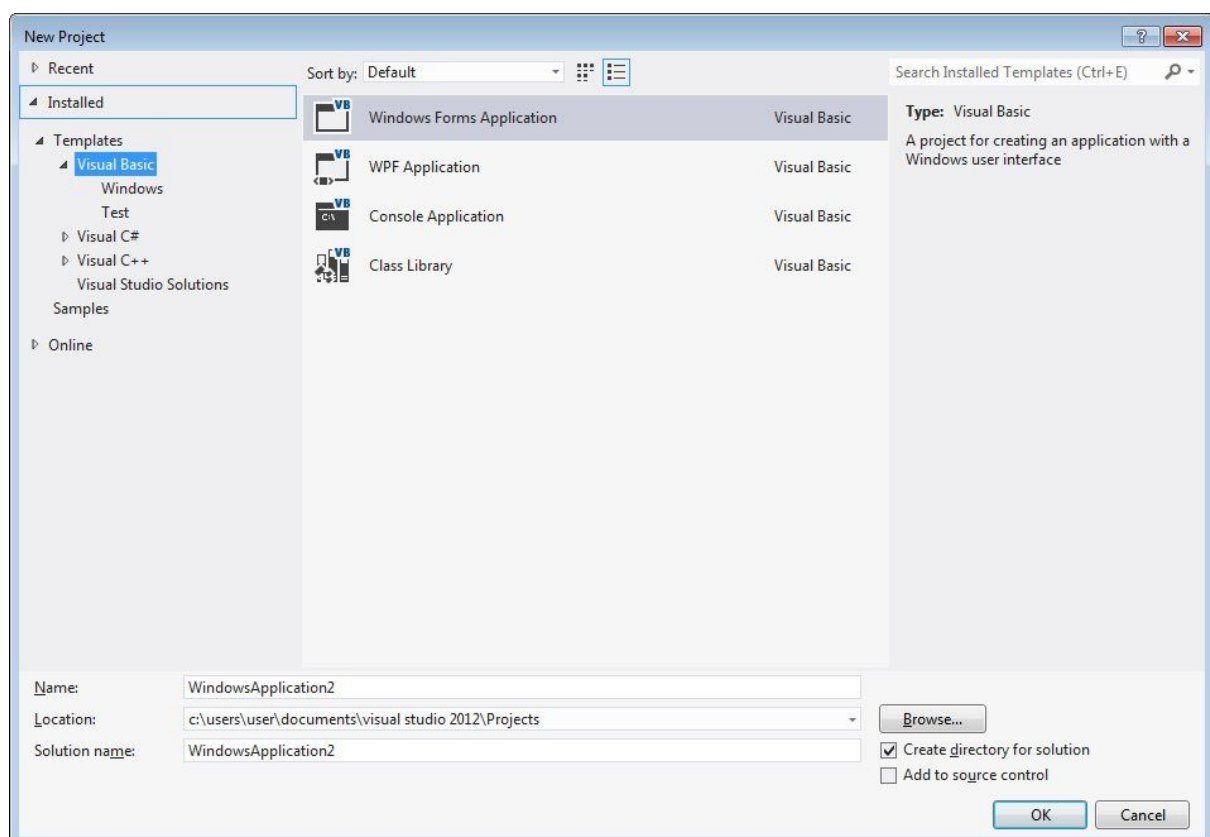 New Project
Recent
Installed
Templates
Visual Basic
Windows
Test
Visual C#
Visual C++
Visual Studio Solutions
Samples
Online
Sort by: Default
VB
Windows Forms Application Visual Basic
VB
WPF Application Visual Basic
VB
C:\
Console Application Visual Basic
VB
Class Library Visual Basic
Search Installed Templates (Ctrl+E)
Type: Visual Basic
A project for creating an application with a
Windows user interface
Name: WindowsApplication2
Location: c:\users\user\documents\visual studio 2012\Projects
Browse...
Solution name: WindowsApplication2
Create directory for solution
Add to source control
OK Cancel